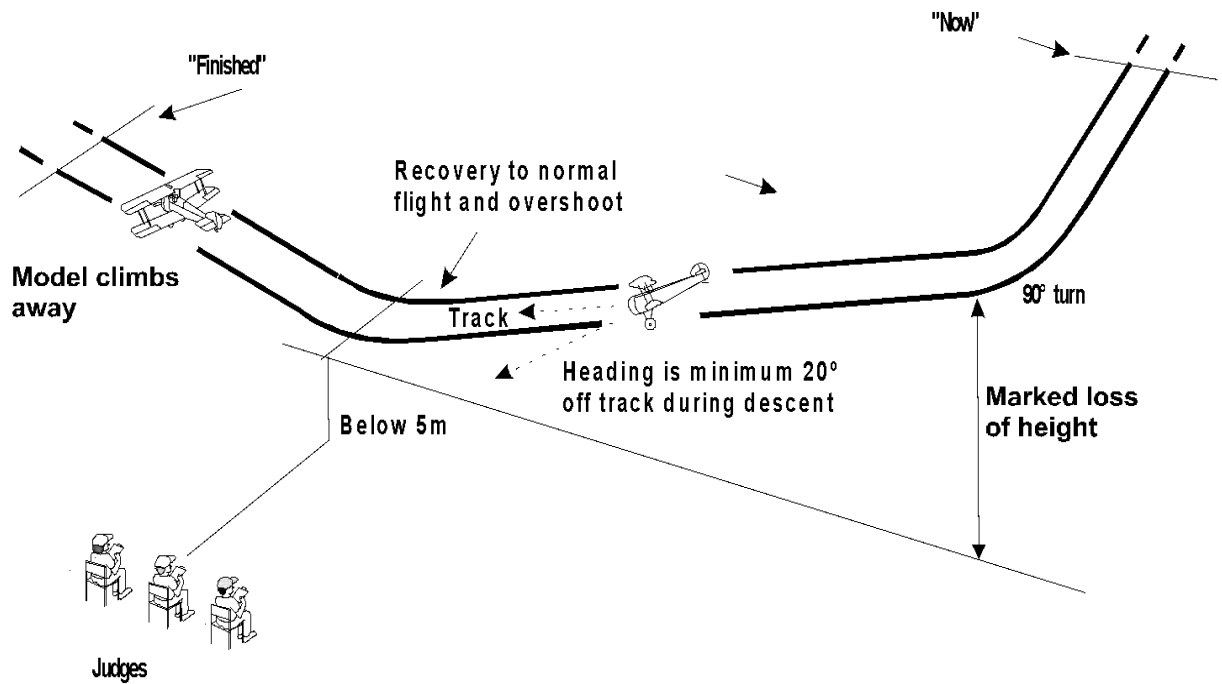 "Now"
"Finished"
Recovery to normal
flight and overshoot
Model climbs
away
Track
90° turn
Heading is minimum 20°
off track during descent
Marked loss
of height
Below 5m
Judges